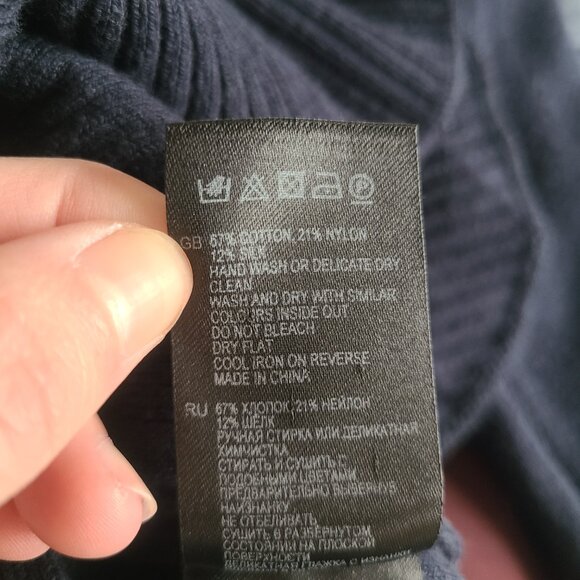 GB 67% COTTON, 21% NYLON
12% SILK
HAND WASH OR DELICATE DRY
CLEAN
WASH AND DRY WITH SIMILAR
COLOURS INSIDE OUT
DO NOT BLEACH
DRY FLAT
COOL IRON ON REVERSE
MADE IN CHINA
RU 67% ХЛОПОК, 21% НЕЙЛОН
12% ШЕЛК
РУЧНАЯ СТИРКА ИЛИ ДЕЛИКАТНАЯ
ХИМЧИСТКА
СТИРАТЬ И СУШИТЬ С
ПОДОБНЫМИ ЦВЕТАМИ,
ПРЕДВАРИТЕЛЬНО ВЫВЕРНУВ
НАИЗНАНКУ
НЕ ОТБЕЛИВАТЬ
СУШИТЬ В РАЗВЕРНУТОМ
СОСТОЯНИИ НА ПЛОСКОЙ
ПОВЕРХНОСТИ
ДЕЛИКАТНАЯ ГЛАЖКА С ИЗНАНКИ